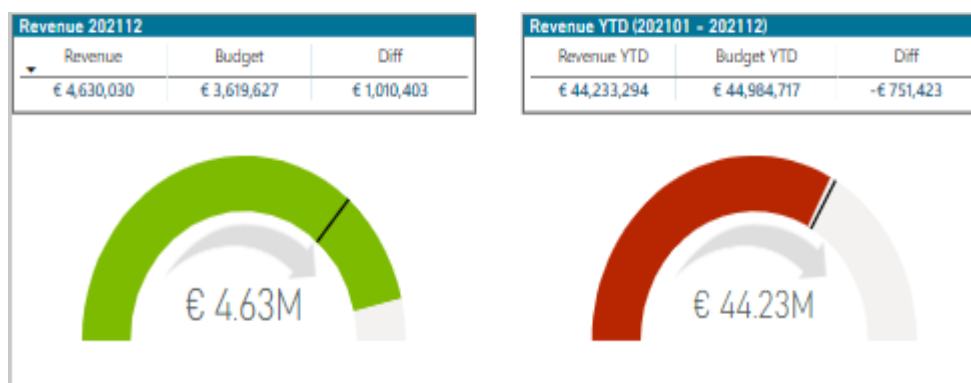 Revenue 202112
Revenue Budget Diff
€ 4,630,030 € 3,619,627 € 1,010,403
€ 4.63M
Revenue YTD (202101 - 202112)
Revenue YTD Budget YTD Diff
€ 44,233,294 € 44,984,717 -€ 751,423
€ 44.23M